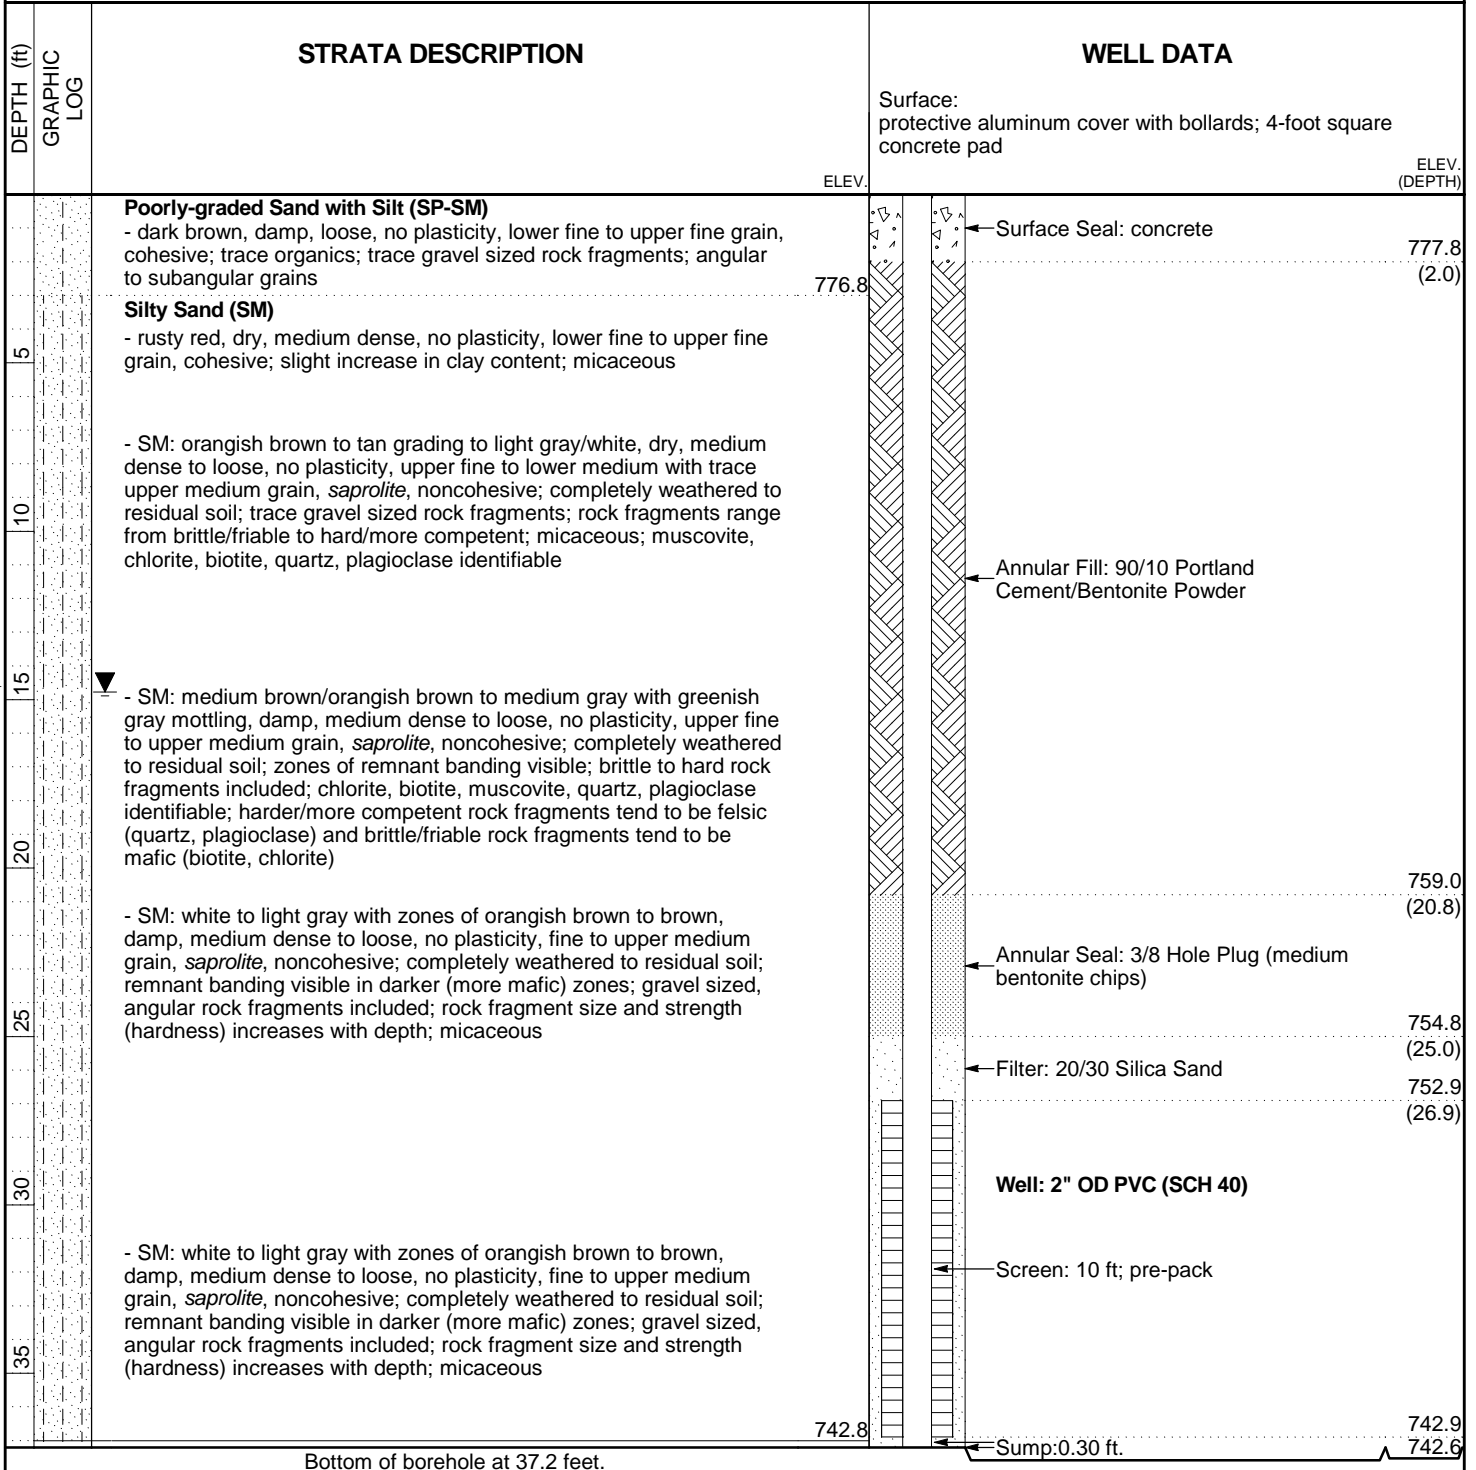 DEPTH (ft)
GRAPHIC
LOG
STRATA DESCRIPTION
ELEV.
WELL DATA
Surface:
protective aluminum cover with bollards; 4-foot square
concrete pad
ELEV.
(DEPTH)
Poorly-graded Sand with Silt (SP-SM)
- dark brown, damp, loose, no plasticity, lower fine to upper fine grain,
cohesive; trace organics; trace gravel sized rock fragments; angular
to subangular grains
776.8
Silty Sand (SM)
- rusty red, dry, medium dense, no plasticity, lower fine to upper fine
grain, cohesive; slight increase in clay content; micaceous
- SM: orangish brown to tan grading to light gray/white, dry, medium
dense to loose, no plasticity, upper fine to lower medium with trace
upper medium grain, saprolite, noncohesive; completely weathered to
residual soil; trace gravel sized rock fragments; rock fragments range
from brittle/friable to hard/more competent; micaceous; muscovite,
chlorite, biotite, quartz, plagioclase identifiable
- SM: medium brown/orangish brown to medium gray with greenish
gray mottling, damp, medium dense to loose, no plasticity, upper fine
to upper medium grain, saprolite, noncohesive; completely weathered
to residual soil; zones of remnant banding visible; brittle to hard rock
fragments included; chlorite, biotite, muscovite, quartz, plagioclase
identifiable; harder/more competent rock fragments tend to be felsic
(quartz, plagioclase) and brittle/friable rock fragments tend to be
mafic (biotite, chlorite)
- SM: white to light gray with zones of orangish brown to brown,
damp, medium dense to loose, no plasticity, fine to upper medium
grain, saprolite, noncohesive; completely weathered to residual soil;
remnant banding visible in darker (more mafic) zones; gravel sized,
angular rock fragments included; rock fragment size and strength
(hardness) increases with depth; micaceous
- SM: white to light gray with zones of orangish brown to brown,
damp, medium dense to loose, no plasticity, fine to upper medium
grain, saprolite, noncohesive; completely weathered to residual soil;
remnant banding visible in darker (more mafic) zones; gravel sized,
angular rock fragments included; rock fragment size and strength
(hardness) increases with depth; micaceous
742.8
Bottom of borehole at 37.2 feet.
5
10
15
20
25
30
35
Surface Seal: concrete
777.8
(2.0)
Annular Fill: 90/10 Portland
Cement/Bentonite Powder
759.0
(20.8)
Annular Seal: 3/8 Hole Plug (medium
bentonite chips)
754.8
(25.0)
Filter: 20/30 Silica Sand
752.9
(26.9)
Well: 2" OD PVC (SCH 40)
Screen: 10 ft; pre-pack
742.9
Sump:0.30 ft.
742.6